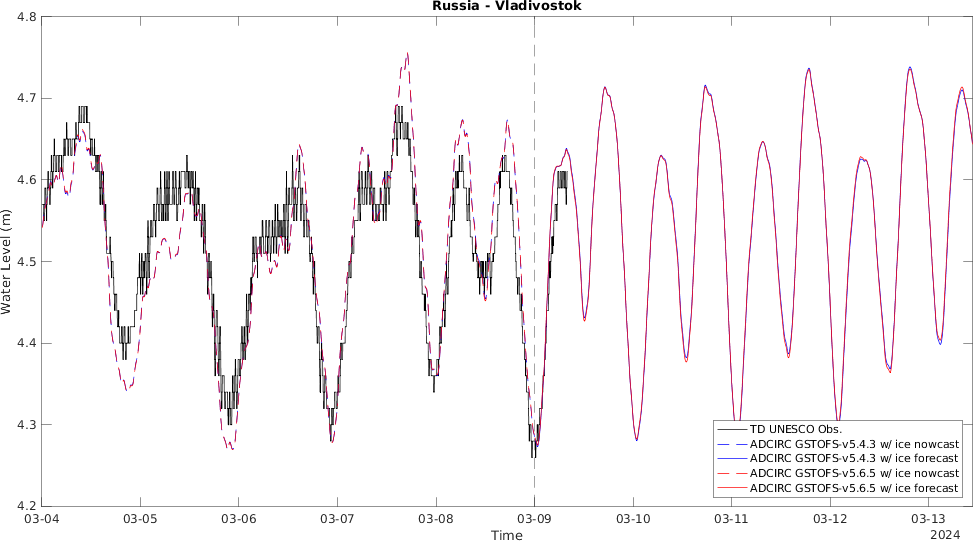 Russia - Vladivostok
4.8
4.7
4.6
4.5
4.4
4.3
4.2
Water Level (m)
TD UNESCO Obs.
ADCIRC GSTOFS-v5.4.3 w/ ice nowcast
ADCIRC GSTOFS-v5.4.3 w/ ice forecast
ADCIRC GSTOFS-v5.6.5 w/ ice nowcast
ADCIRC GSTOFS-v5.6.5 w/ ice forecast
03-04 03-05 03-06 03-07 03-08 03-09 03-10 03-11 03-12 03-13
Time
2024